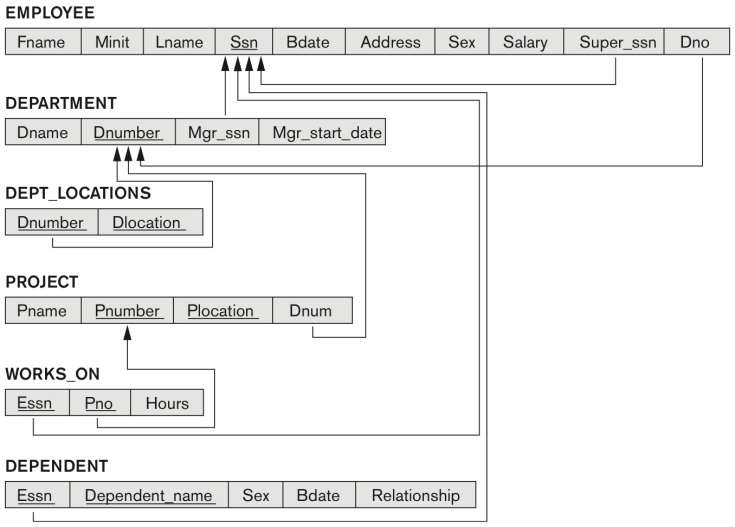 EMPLOYEE
Fname Minit Lname Ssn Bdate Address Sex Salary Super_ssn Dno
DEPARTMENT
Dname Dnumber Mgr_ssn Mgr_start_date
DEPT_LOCATIONS
Dnumber Dlocation
PROJECT
Pname Pnumber Plocation Dnum
WORKS_ON
Essn Pno Hours
DEPENDENT
Essn Dependent_name Sex Bdate Relationship